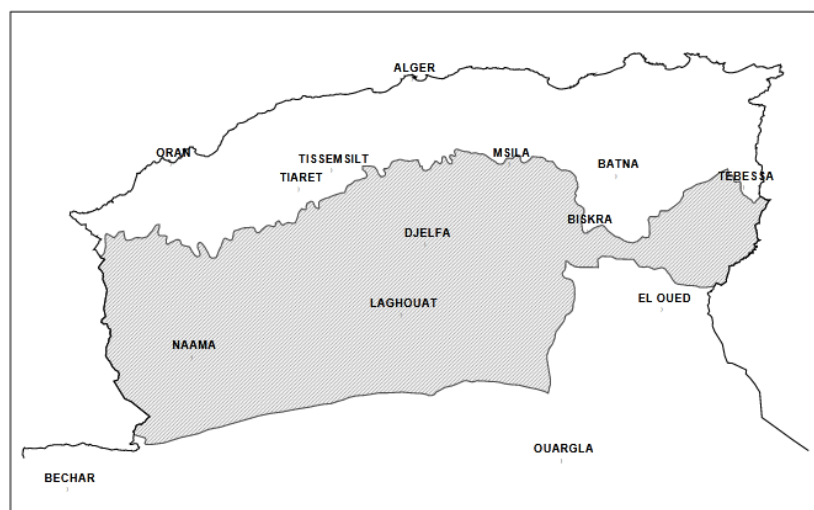 ALGER
ORAN
TISSEMSILT
MSILA
BATNA
TIARET
TEBESSA
BISKRA
DJELFA
EL OUED
LAGHOUAT
NAAMA
OUARGLA
BECHAR